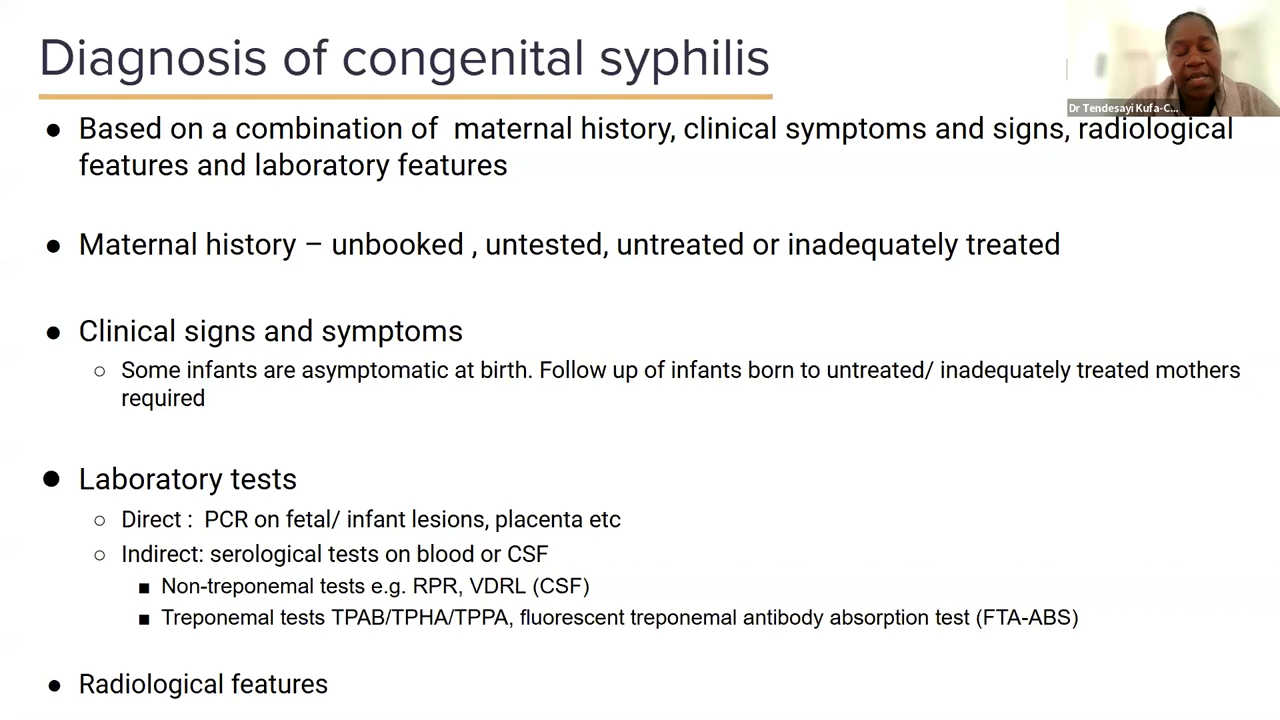 Diagnosis of congenital syphilis
Dr Tendesayi Kufa-C...
● Based on a combination of maternal history, clinical symptoms and signs, radiological
features and laboratory features
● Maternal history – unbooked , untested, untreated or inadequately treated
● Clinical signs and symptoms
○ Some infants are asymptomatic at birth. Follow up of infants born to untreated/ inadequately treated mothers
required
● Laboratory tests
○ Direct : PCR on fetal/ infant lesions, placenta etc
○ Indirect: serological tests on blood or CSF
■ Non-treponemal tests e.g. RPR, VDRL (CSF)
■ Treponemal tests TPAB/TPHA/TPPA, fluorescent treponemal antibody absorption test (FTA-ABS)
● Radiological features